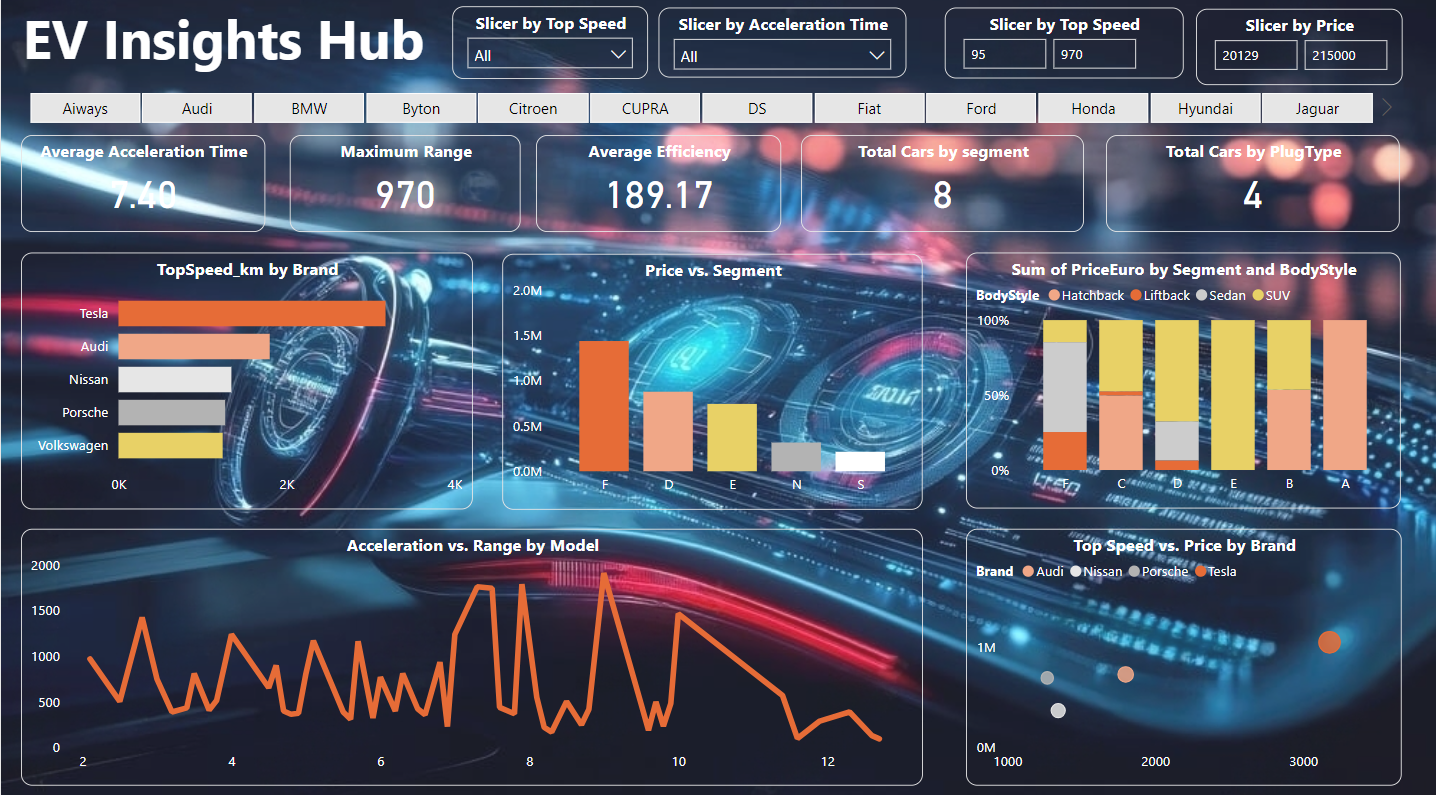 EV Insights Hub
Slicer by Top Speed
All
Slicer by Acceleration Time
All
Slicer by Top Speed
95 970
Slicer by Price
20129 215000
Aiways Audi BMW Byton Citroen CUPRA DS Fiat Ford Honda Hyundai Jaguar
Average Acceleration Time
7.40
Maximum Range
970
Average Efficiency
189.17
Total Cars by segment
8
Total Cars by PlugType
4
TopSpeed_km by Brand
Tesla
Audi
Nissan
Porsche
Volkswagen
0K 2K 4K
Price vs. Segment
2.0M
1.5M
1.0M
0.5M
0.0M
F D E N S
Sum of PriceEuro by Segment and BodyStyle
BodyStyle Hatchback Liftback Sedan SUV
100%
50%
0%
F C D E B A
Acceleration vs. Range by Model
2000
1500
1000
500
0
2 4 6 8 10 12
Top Speed vs. Price by Brand
Brand Audi Nissan Porsche Tesla
1M
0M
1000 2000 3000